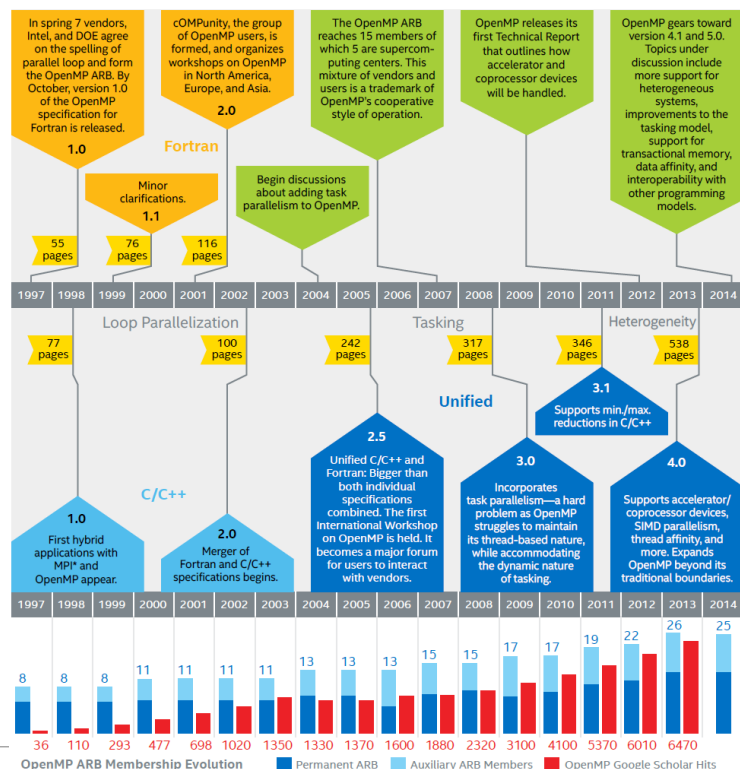 In spring 7 vendors,
Intel, and DOE agree
on the spelling of
parallel loop and form
the OpenMP ARB. By
October, version 1.0
of the OpenMP
specification for
Fortran is released.
1.0
cOMPunity, the group
of OpenMP users, is
formed, and organizes
workshops on OpenMP
in North America,
Europe, and Asia.
2.0
The OpenMP ARB
reaches 15 members of
which 5 are supercom-
puting centers. This
mixture of vendors and
users is a trademark of
OpenMP's cooperative
style of operation.
OpenMP releases its
first Technical Report
that outlines how
accelerator and
coprocessor devices
will be handled.
OpenMP gears toward
version 4.1 and 5.0.
Topics under
discussion include
more support for
heterogeneous
systems,
improvements to the
tasking model,
support for
transactional memory,
data affinity, and
interoperability with
other programming
models.
Fortran
Minor
clarifications.
1.1
Begin discussions
about adding task
parallelism to OpenMP.
55
pages
76
pages
116
pages
1997 1998 1999 2000 2001 2002 2003 2004 2005 2006 2007 2008 2009 2010 2011 2012 2013 2014
Loop Parallelization
Tasking
Heterogeneity
77
pages
100
pages
242
pages
317
pages
346
pages
538
pages
Unified
3.1
Supports min./max.
reductions in C/C++
C/C++
1.0
First hybrid
applications with
MPI* and
OpenMP appear.
2.0
Merger of
Fortran and C/C++
specifications begins.
2.5
Unified C/C++ and
Fortran: Bigger than
both individual
specifications
combined. The first
International Workshop
on OpenMP is held. It
becomes a major forum
for users to interact
with vendors.
3.0
Incorporates
task parallelism—a hard
problem as OpenMP
struggles to maintain
its thread-based nature,
while accommodating
the dynamic nature
of tasking.
4.0
Supports accelerator/
coprocessor devices,
SIMD parallelism,
thread affinity, and
more. Expands
OpenMP beyond its
traditional boundaries.
1997 1998 1999 2000 2001 2002 2003 2004 2005 2006 2007 2008 2009 2010 2011 2012 2013 2014
8 8 8 11 11 11 11 13 13 13 15 15 17 17 19 22 26 25
36 110 293 477 698 1020 1350 1330 1370 1600 1880 2320 3100 4100 5370 6010 6470
OpenMP ARB Membership Evolution
Permanent ARB
Auxiliary ARB Members
OpenMP Google Scholar Hits